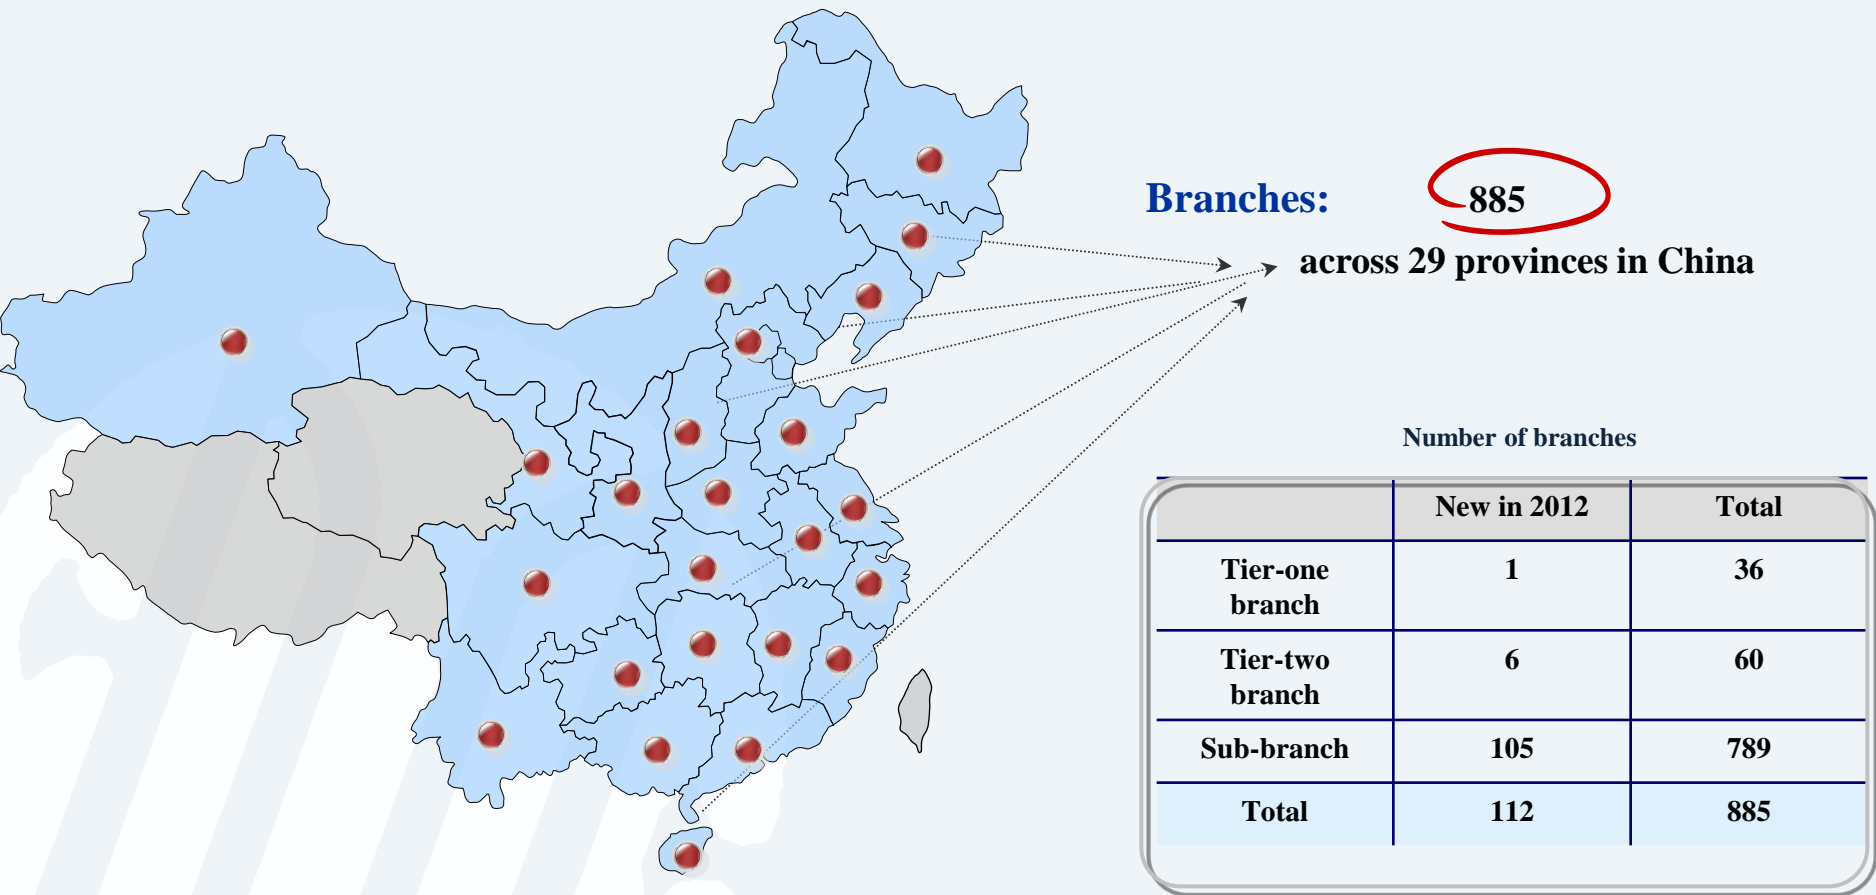 Branches: 885
across 29 provinces in China
Number of branches
New in 2012 Total
Tier-one branch 1 36
Tier-two branch 6 60
Sub-branch 105 789
Total 112 885